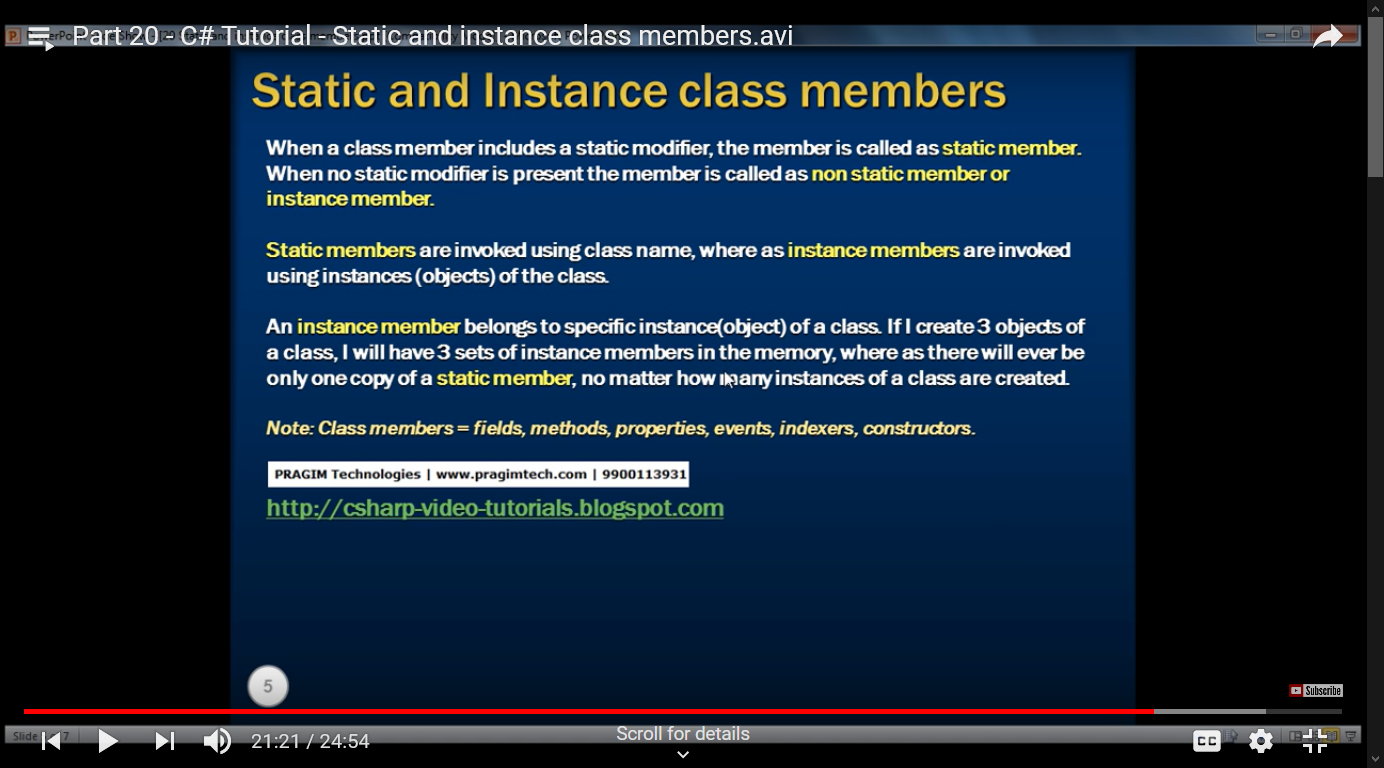 Part 20 - C# Tutorial - Static and instance class members.avi
Static and Instance class members
When a class member includes a static modifier, the member is called as static member.
When no static modifier is present the member is called as non static member or
instance member.
Static members are invoked using class name, where as instance members are invoked
using instances (objects) of the class.
An instance member belongs to specific instance(object) of a class. If I create 3 objects of
a class, I will have 3 sets of instance members in the memory, where as there will ever be
only one copy of a static member, no matter how many instances of a class are created.
Note: Class members = fields, methods, properties, events, indexers, constructors.
PRAGIM Technologies | www.pragimtech.com | 9900113931
http://csharp-video-tutorials.blogspot.com
5
Subscribe
Slide 7
21:21 / 24:54
Scroll for details
CC